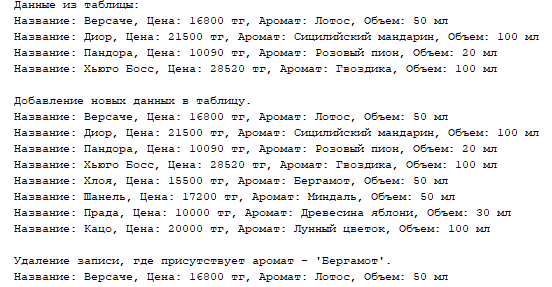 Данные из таблицы:
Название: Версаче, Цена: 16800 тг, Аромат: Лотос, Объем: 50 мл
Название: Диор, Цена: 21500 тг, Аромат: Сицилийский мандарин, Объем: 100 мл
Название: Пандора, Цена: 10090 тг, Аромат: Розовый пион, Объем: 20 мл
Название: Хьюго Босс, Цена: 28520 тг, Аромат: Гвоздика, Объем: 100 мл
Добавление новых данных в таблицу.
Название: Версаче, Цена: 16800 тг, Аромат: Лотос, Объем: 50 мл
Название: Диор, Цена: 21500 тг, Аромат: Сицилийский мандарин, Объем: 100 мл
Название: Пандора, Цена: 10090 тг, Аромат: Розовый пион, Объем: 20 мл
Название: Хьюго Босс, Цена: 28520 тг, Аромат: Гвоздика, Объем: 100 мл
Название: Хлоя, Цена: 15500 тг, Аромат: Бергамот, Объем: 50 мл
Название: Шанель, Цена: 17200 тг, Аромат: Миндаль, Объем: 50 мл
Название: Прада, Цена: 10000 тг, Аромат: Древесина яблони, Объем: 30 мл
Название: Кацо, Цена: 20000 тг, Аромат: Лунный цветок, Объем: 100 мл
Удаление записи, где присутствует аромат - 'Бергамот'.
Название: Версаче, Цена: 16800 тг, Аромат: Лотос, Объем: 50 мл